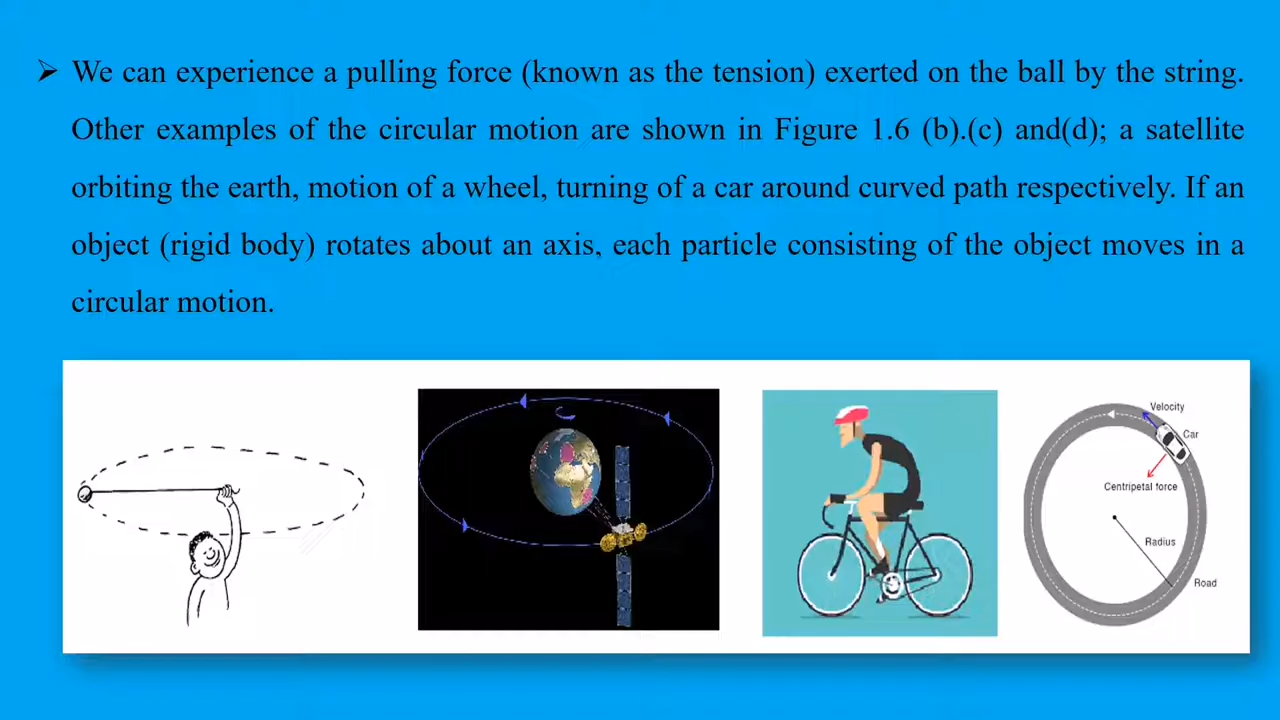 We can experience a pulling force (known as the tension) exerted on the ball by the string.
Other examples of the circular motion are shown in Figure 1.6 (b).(c) and(d); a satellite
orbiting the earth, motion of a wheel, turning of a car around curved path respectively. If an
object (rigid body) rotates about an axis, each particle consisting of the object moves in a
circular motion.
Velocity
Car
Centripetal force
Radius
Road